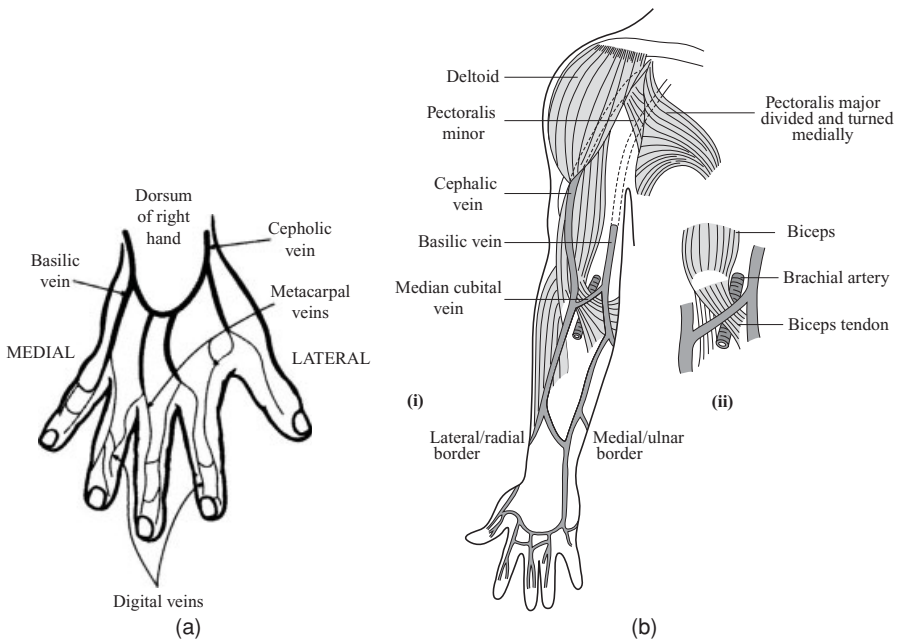 Dorsum
of right
hand
Cepholic
vein
Basilic
vein
Metacarpal
veins
MEDIAL
LATERAL
Digital veins
(a)
Deltoid
Pectoralis
minor
Pectoralis major
divided and turned
medially
Cephalic
vein
Basilic vein
Median cubital
vein
(i)
Lateral/radial
border
Medial/ulnar
border
Biceps
Brachial artery
Biceps tendon
(ii)
(b)